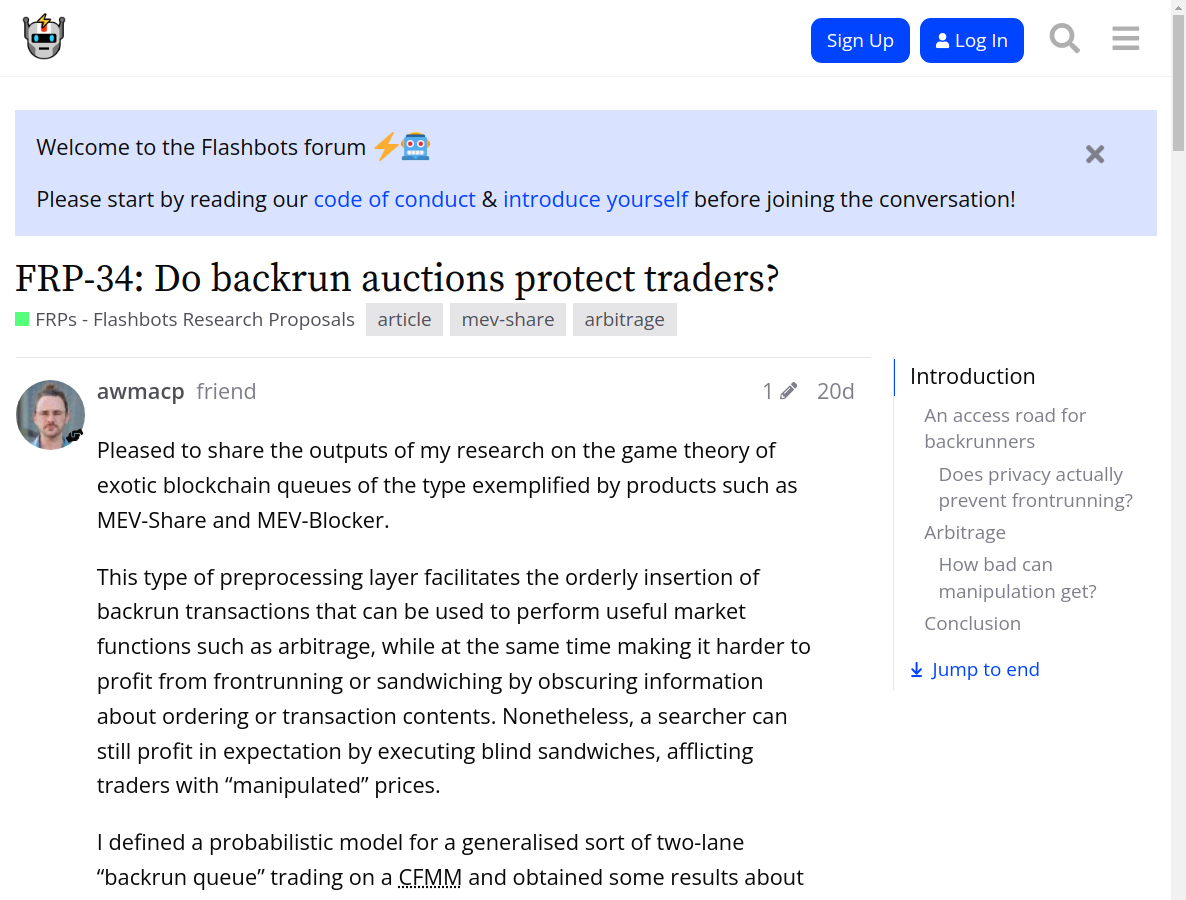 Sign Up
Log In
Welcome to the Flashbots forum
Please start by reading our code of conduct & introduce yourself before joining the conversation!
FRP-34: Do backrun auctions protect traders?
FRPs - Flashbots Research Proposals article mev-share arbitrage
awmacp friend 1 20d
Pleased to share the outputs of my research on the game theory of
exotic blockchain queues of the type exemplified by products such as
MEV-Share and MEV-Blocker.
This type of preprocessing layer facilitates the orderly insertion of
backrun transactions that can be used to perform useful market
functions such as arbitrage, while at the same time making it harder to
profit from frontrunning or sandwiching by obscuring information
about ordering or transaction contents. Nonetheless, a searcher can
still profit in expectation by executing blind sandwiches, afflicting
traders with “manipulated” prices.
I defined a probabilistic model for a generalised sort of two-lane
“backrun queue” trading on a CFMM and obtained some results about
Introduction
An access road for
backrunners
Does privacy actually
prevent frontrunning?
Arbitrage
How bad can
manipulation get?
Conclusion
Jump to end